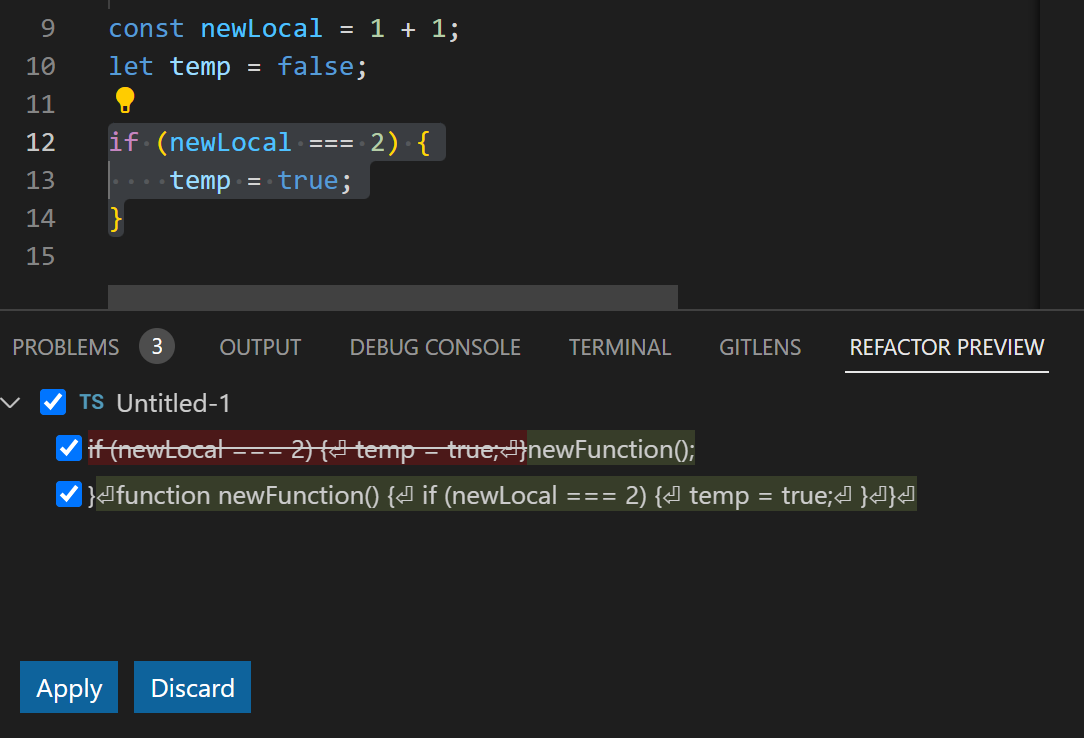 9 const newLocal = 1 + 1;
10 let temp = false;
11
12 if (newLocal === 2) {
13     temp = true;
14 }
15
PROBLEMS 3 OUTPUT DEBUG CONSOLE TERMINAL GITLENS REFACTOR PREVIEW
TS Untitled-1
if (newLocal === 2) {⏎ temp = true;⏎}newFunction();
}⏎function newFunction() {⏎ if (newLocal === 2) {⏎ temp = true;⏎ }⏎}⏎
Apply Discard